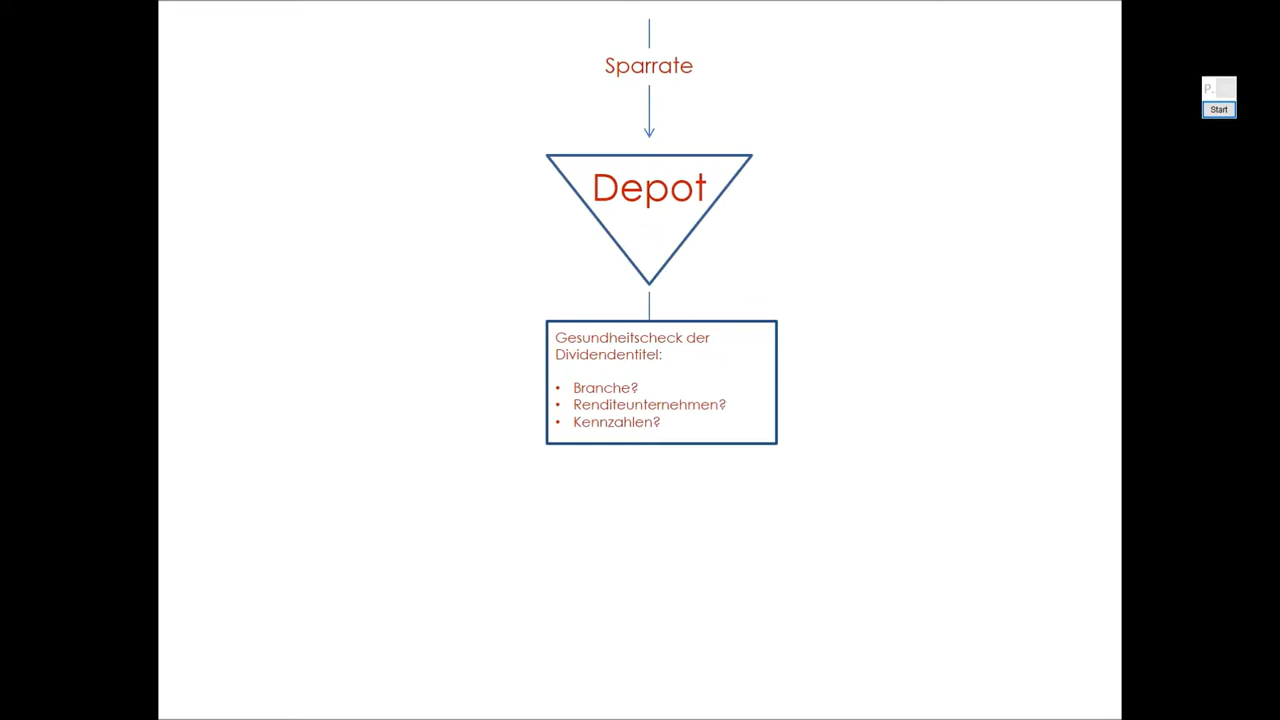 Sparrate
Depot
Gesundheitscheck der
Dividendentitel:
• Branche?
• Renditeunternehmen?
• Kennzahlen?
P.
Start